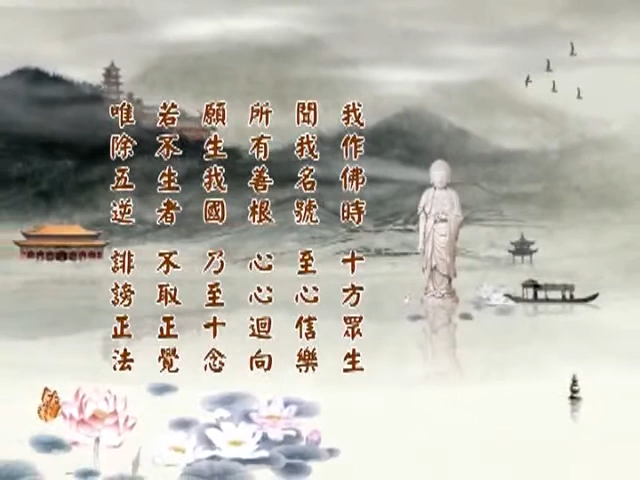 我作佛時 十方眾生
聞我名號 至心信樂
所有善根 心心迴向
願生我國 乃至十念
若不生者 不取正覺
唯除五逆 誹謗正法